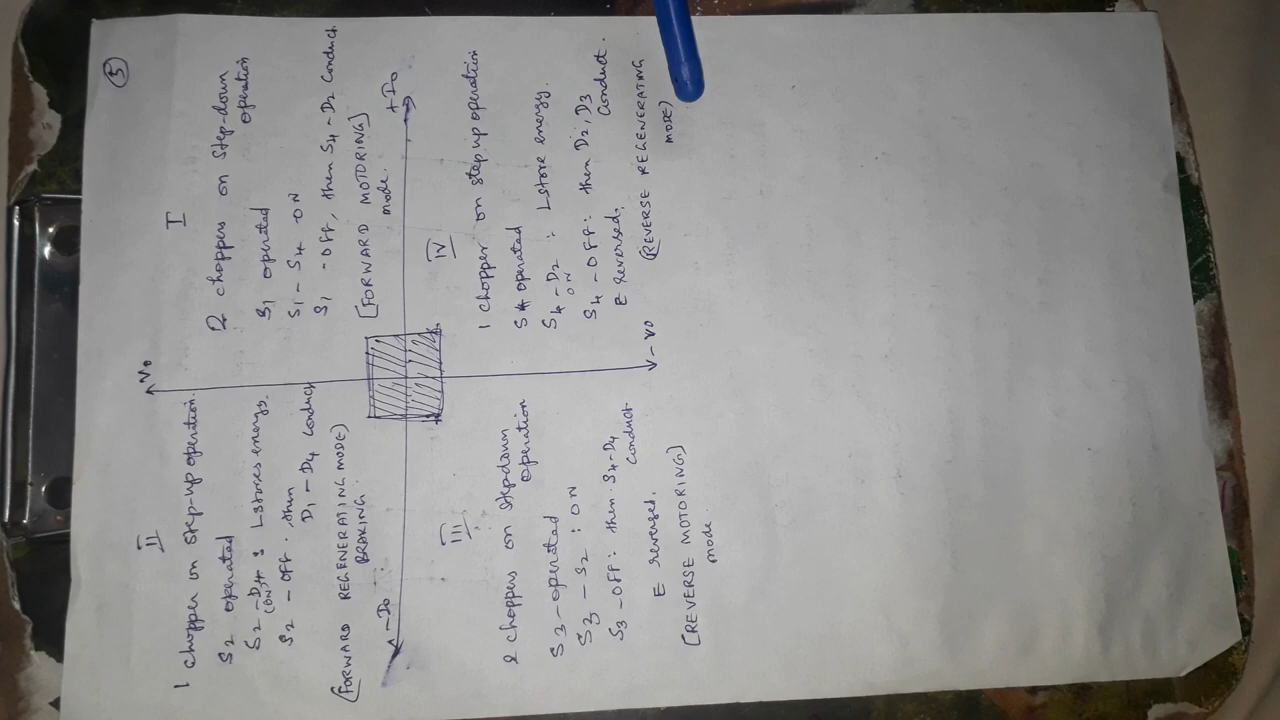 5
V0
II
1 chopper on step-up operation.
S2 operated
S2 - D4 : L stores energy.
(ON)
S2 - OFF. then
D1 - D4 conduct
(FORWARD REGENERATING MODE)
BRAKING
- I0
I
2 choppers on step-down
operation
S1 operated
S1 - S4 ON
S1 - OFF, then S4 - D2 conduct
[FORWARD MOTORING]
mode.
+ I0
III
2 choppers on step-down
operation
S3 - operated
S3 - S2 : ON
S3 - OFF: then S4 - D4
conduct
E reversed.
[REVERSE MOTORING]
mode
IV
1 chopper on step up operation
S4 operated
S4 - D2 : L store energy.
ON
S4 - OFF: then D2, D3
conduct.
E reversed.
(REVERSE REGENERATING
MODE)
- V0